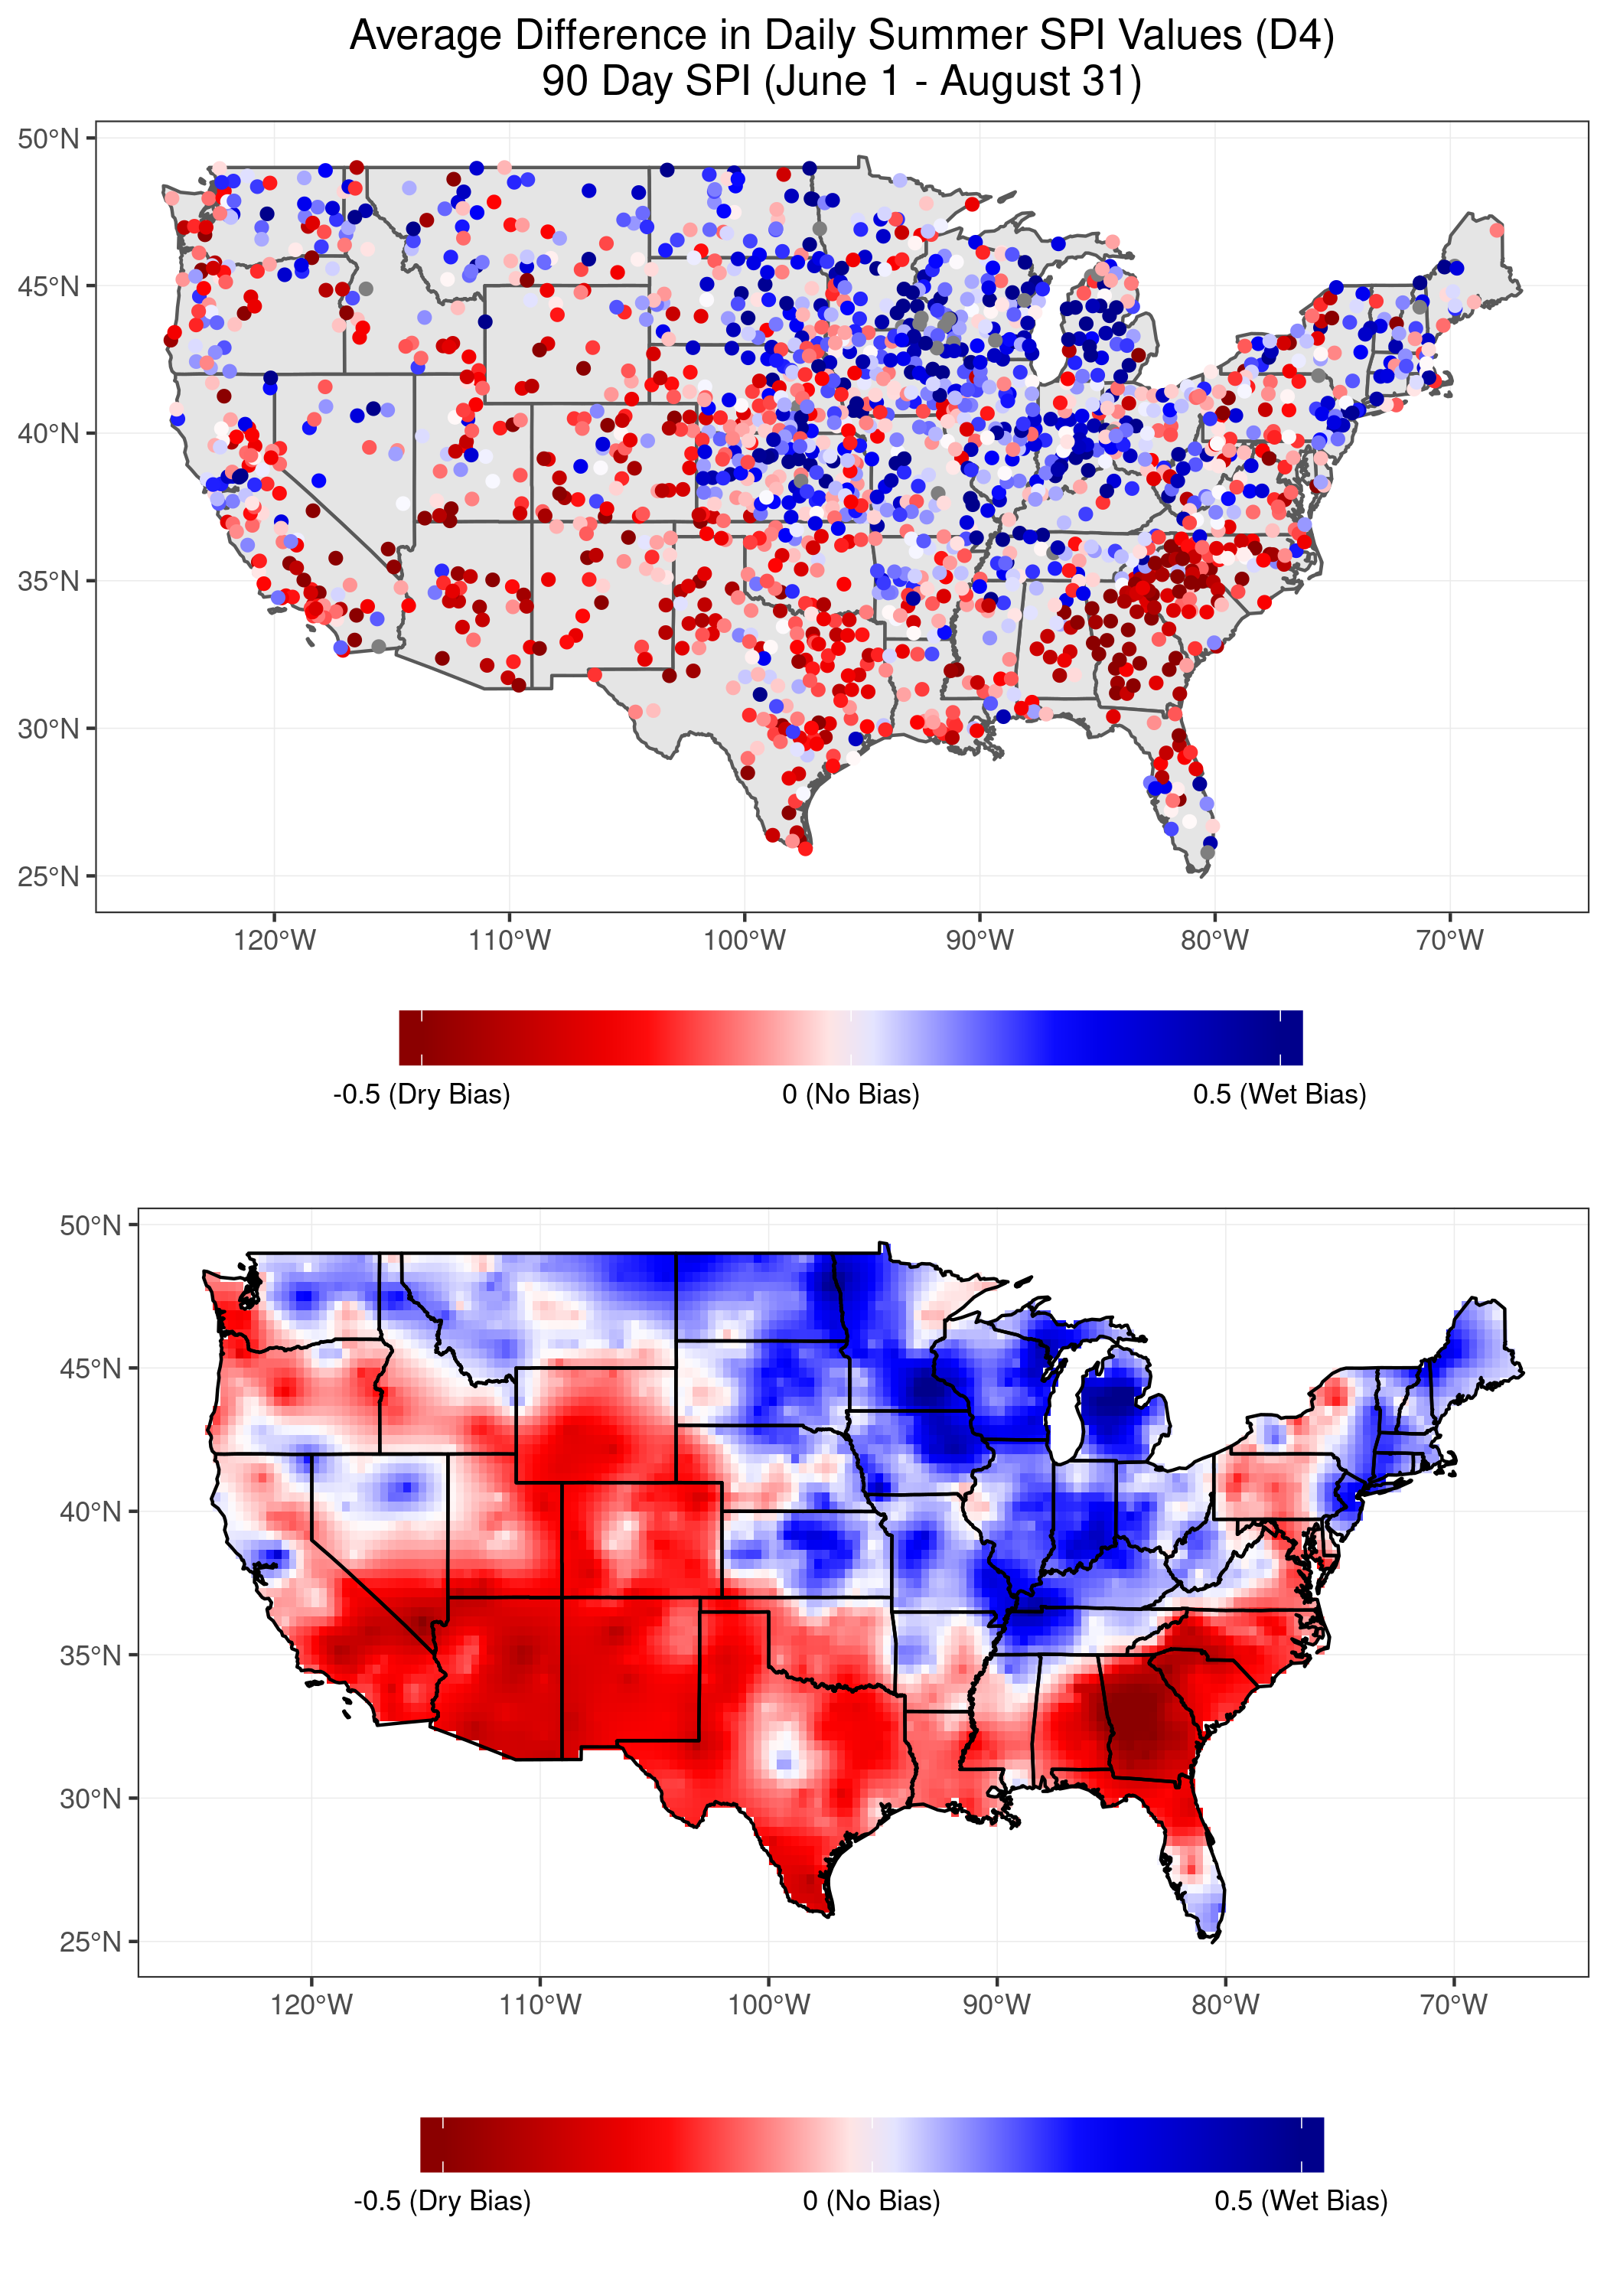 Average Difference in Daily Summer SPI Values (D4)
90 Day SPI (June 1 - August 31)
50°N
45°N
40°N
35°N
30°N
25°N
120°W 110°W 100°W 90°W 80°W 70°W
-0.5 (Dry Bias) 0 (No Bias) 0.5 (Wet Bias)
50°N
45°N
40°N
35°N
30°N
25°N
120°W 110°W 100°W 90°W 80°W 70°W
-0.5 (Dry Bias) 0 (No Bias) 0.5 (Wet Bias)